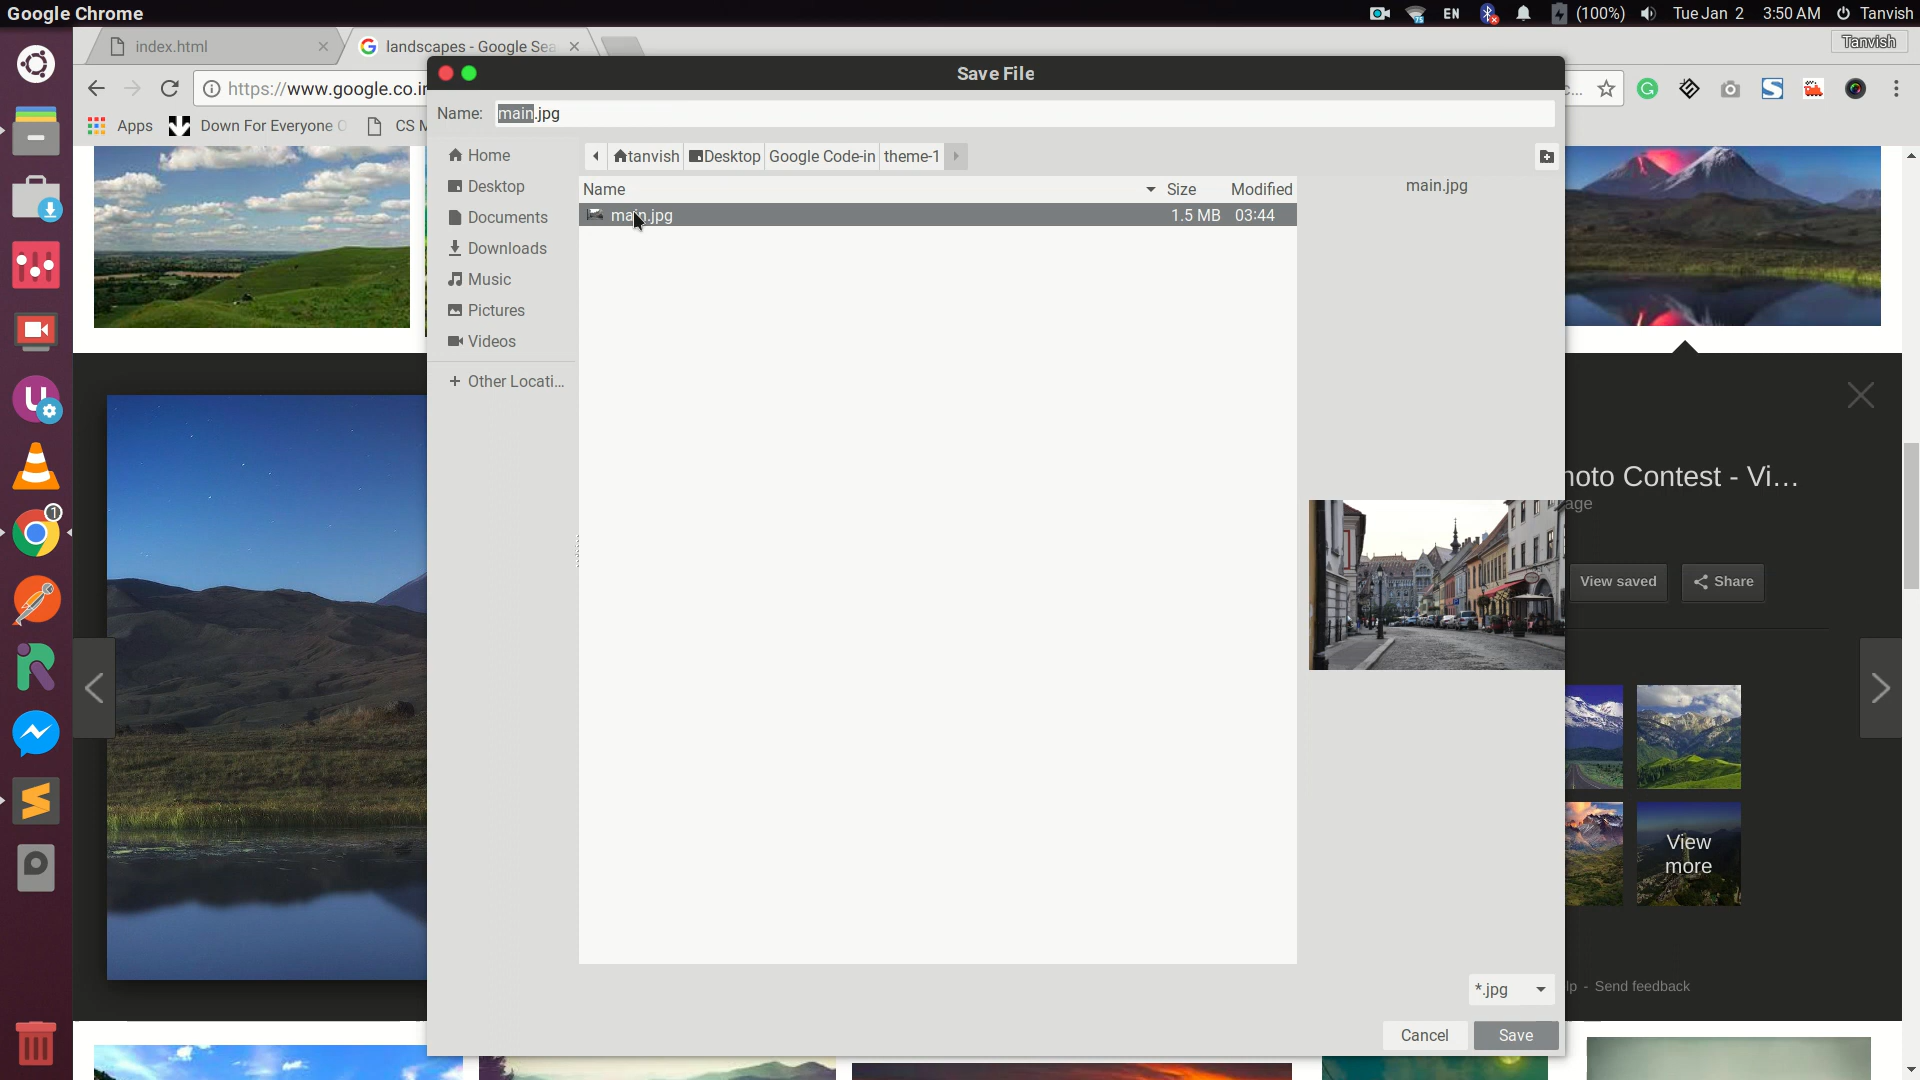 Google Chrome
EN
(100%)
Tue Jan 2
3:50 AM
Tanvish
index.html
landscapes - Google Sea
Tanvish
https://www.google.co.in
c...
Apps
Down For Everyone O
CS M
Save File
Name:
main.jpg
Home
Desktop
Documents
Downloads
Music
Pictures
Videos
Other Locati...
tanvish
Desktop
Google Code-in
theme-1
Name
Size
Modified
main.jpg
1.5 MB
03:44
main.jpg
*.jpg
Cancel
Save
hoto Contest - Vi...
age
View saved
Share
View
more
lp - Send feedback
1